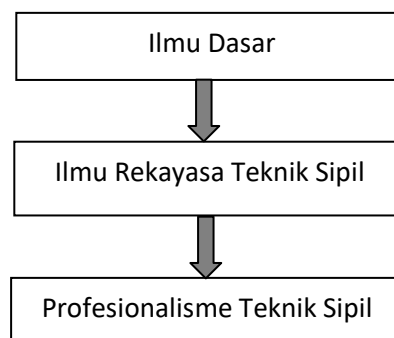 Ilmu Dasar
Ilmu Rekayasa Teknik Sipil
Profesionalisme Teknik Sipil